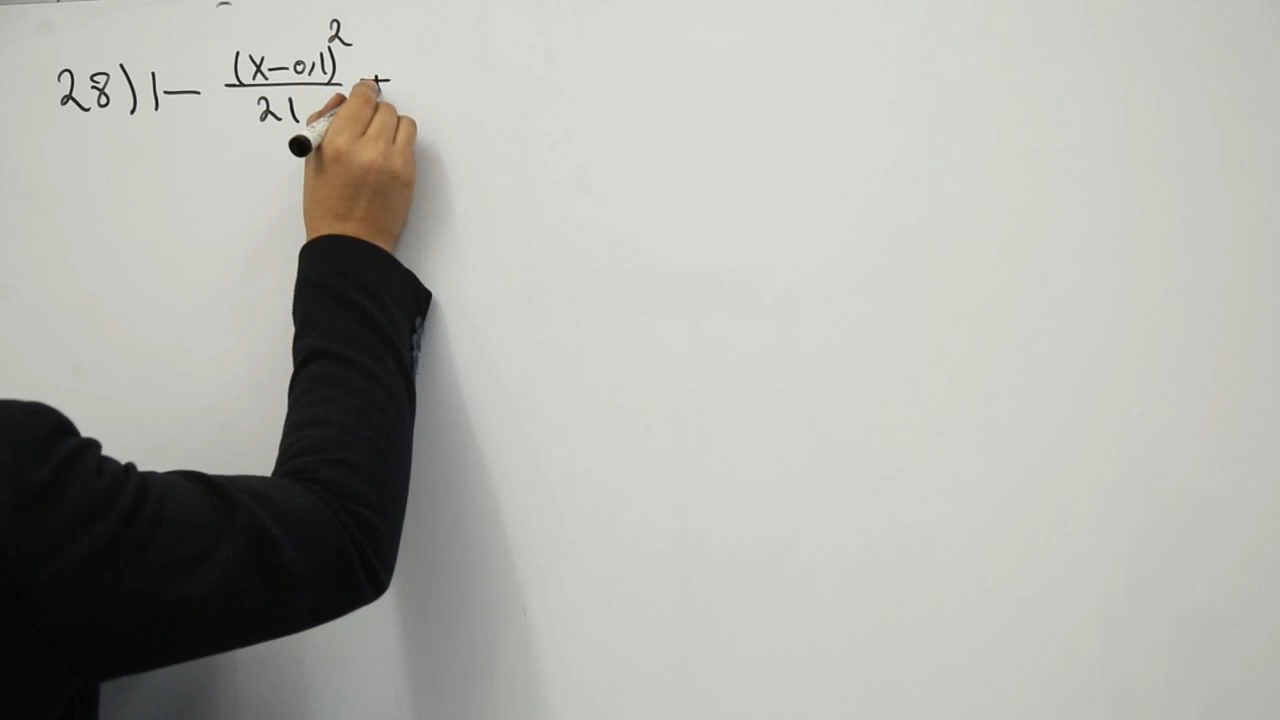 28) 1 - (x-0,1)^2 / 21 +